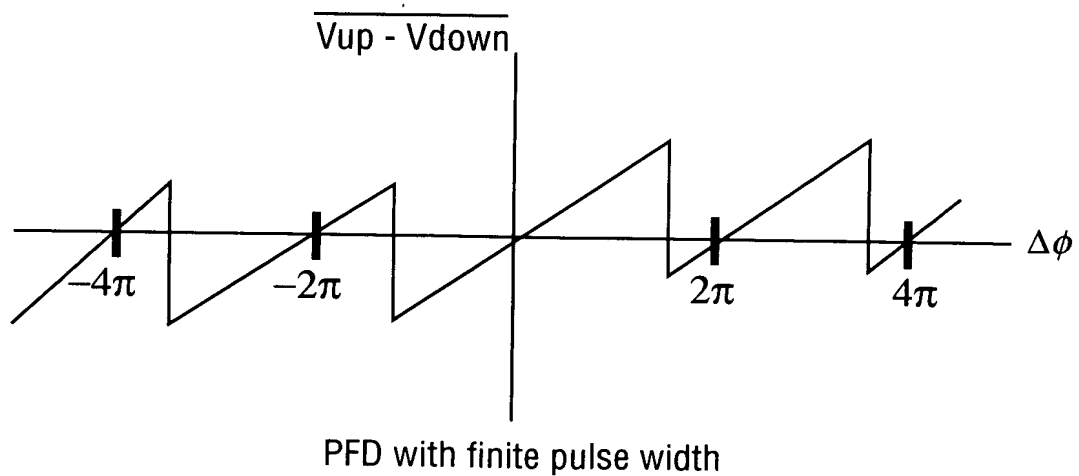 Vup - Vdown
Δϕ
−4π
−2π
2π
4π
PFD with finite pulse width